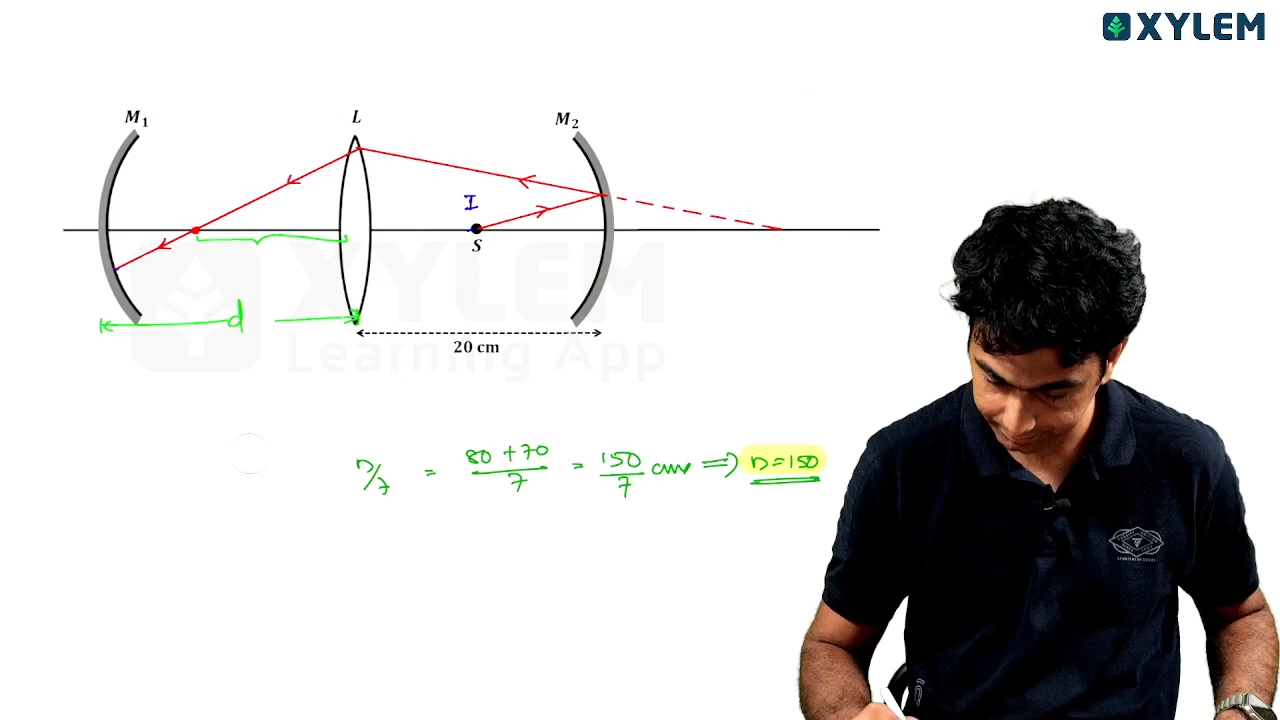 XYLEM
M₁
L
M₂
I
S
d
20 cm
XYLEM
Learning App
n/7 = 80 + 70 / 7 = 150 / 7 cm ⇒ n = 150